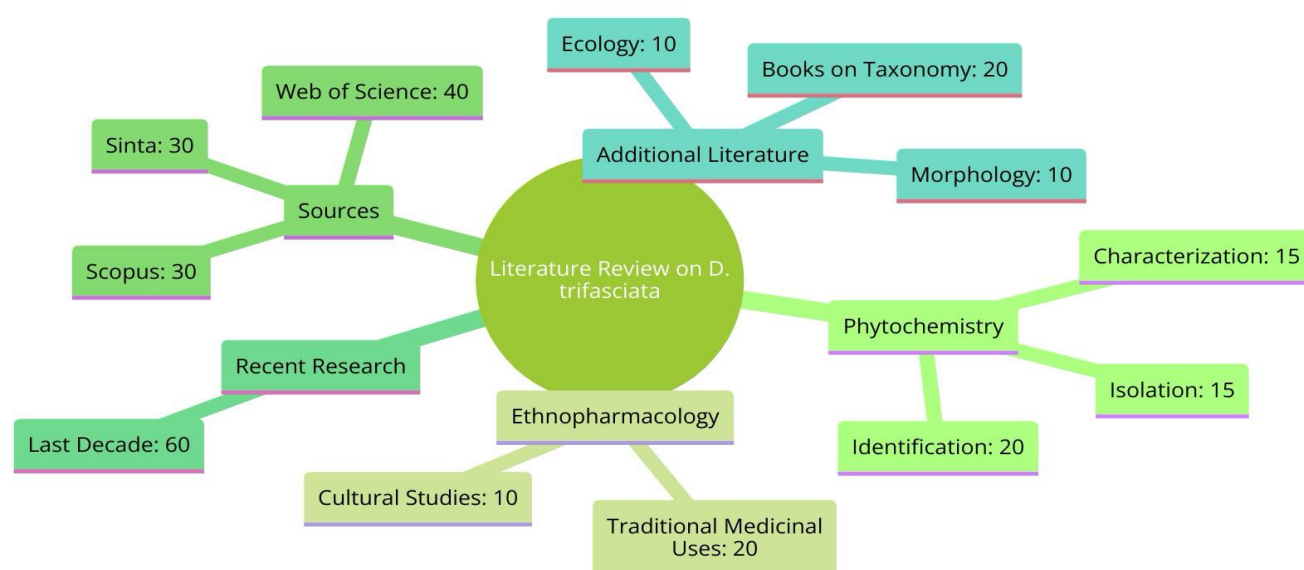 Literature Review on D.
trifasciata
Sources
Web of Science: 40
Sinta: 30
Scopus: 30
Recent Research
Last Decade: 60
Ethnopharmacology
Cultural Studies: 10
Traditional Medicinal
Uses: 20
Phytochemistry
Characterization: 15
Isolation: 15
Identification: 20
Additional Literature
Ecology: 10
Books on Taxonomy: 20
Morphology: 10